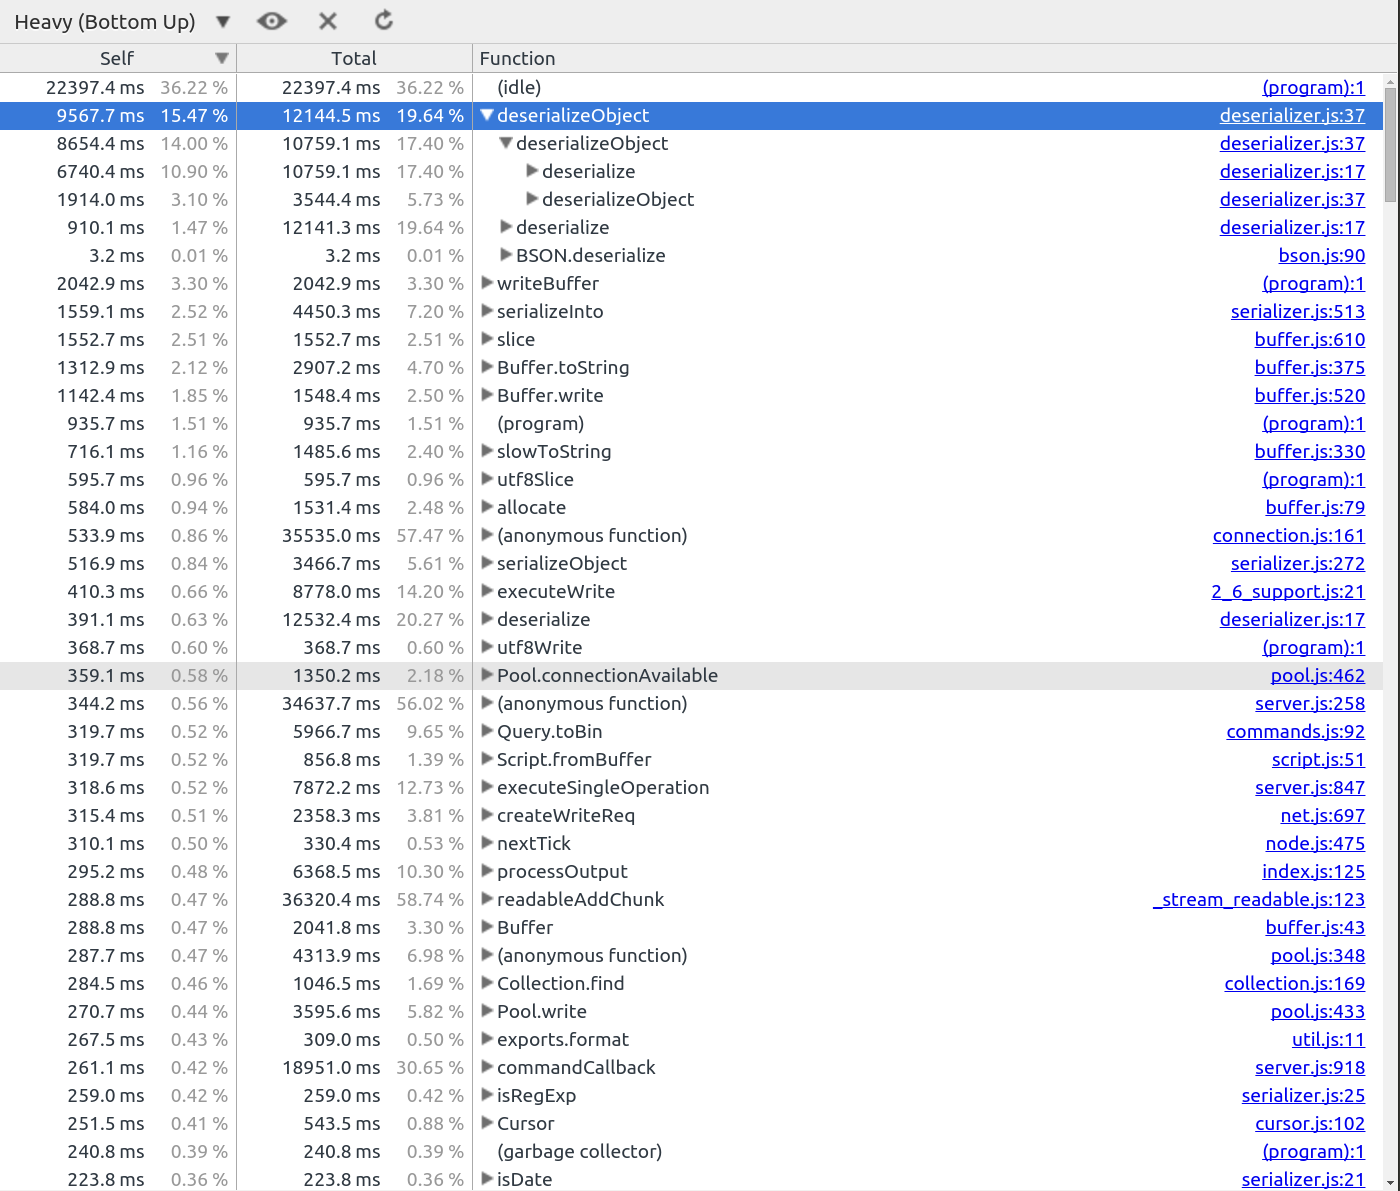 Heavy (Bottom Up)
Self Total Function
22397.4 ms 36.22 % 22397.4 ms 36.22 % (idle) (program):1
9567.7 ms 15.47 % 12144.5 ms 19.64 % deserializeObject deserializer.js:37
8654.4 ms 14.00 % 10759.1 ms 17.40 % deserializeObject deserializer.js:37
6740.4 ms 10.90 % 10759.1 ms 17.40 % deserialize deserializer.js:17
1914.0 ms 3.10 % 3544.4 ms 5.73 % deserializeObject deserializer.js:37
910.1 ms 1.47 % 12141.3 ms 19.64 % deserialize deserializer.js:17
3.2 ms 0.01 % 3.2 ms 0.01 % BSON.deserialize bson.js:90
2042.9 ms 3.30 % 2042.9 ms 3.30 % writeBuffer (program):1
1559.1 ms 2.52 % 4450.3 ms 7.20 % serializeInto serializer.js:513
1552.7 ms 2.51 % 1552.7 ms 2.51 % slice buffer.js:610
1312.9 ms 2.12 % 2907.2 ms 4.70 % Buffer.toString buffer.js:375
1142.4 ms 1.85 % 1548.4 ms 2.50 % Buffer.write buffer.js:520
935.7 ms 1.51 % 935.7 ms 1.51 % (program) (program):1
716.1 ms 1.16 % 1485.6 ms 2.40 % slowToString buffer.js:330
595.7 ms 0.96 % 595.7 ms 0.96 % utf8Slice (program):1
584.0 ms 0.94 % 1531.4 ms 2.48 % allocate buffer.js:79
533.9 ms 0.86 % 35535.0 ms 57.47 % (anonymous function) connection.js:161
516.9 ms 0.84 % 3466.7 ms 5.61 % serializeObject serializer.js:272
410.3 ms 0.66 % 8778.0 ms 14.20 % executeWrite 2_6_support.js:21
391.1 ms 0.63 % 12532.4 ms 20.27 % deserialize deserializer.js:17
368.7 ms 0.60 % 368.7 ms 0.60 % utf8Write (program):1
359.1 ms 0.58 % 1350.2 ms 2.18 % Pool.connectionAvailable pool.js:462
344.2 ms 0.56 % 34637.7 ms 56.02 % (anonymous function) server.js:258
319.7 ms 0.52 % 5966.7 ms 9.65 % Query.toBin commands.js:92
319.7 ms 0.52 % 856.8 ms 1.39 % Script.fromBuffer script.js:51
318.6 ms 0.52 % 7872.2 ms 12.73 % executeSingleOperation server.js:847
315.4 ms 0.51 % 2358.3 ms 3.81 % createWriteReq net.js:697
310.1 ms 0.50 % 330.4 ms 0.53 % nextTick node.js:475
295.2 ms 0.48 % 6368.5 ms 10.30 % processOutput index.js:125
288.8 ms 0.47 % 36320.4 ms 58.74 % readableAddChunk _stream_readable.js:123
288.8 ms 0.47 % 2041.8 ms 3.30 % Buffer buffer.js:43
287.7 ms 0.47 % 4313.9 ms 6.98 % (anonymous function) pool.js:348
284.5 ms 0.46 % 1046.5 ms 1.69 % Collection.find collection.js:169
270.7 ms 0.44 % 3595.6 ms 5.82 % Pool.write pool.js:433
267.5 ms 0.43 % 309.0 ms 0.50 % exports.format util.js:11
261.1 ms 0.42 % 18951.0 ms 30.65 % commandCallback server.js:918
259.0 ms 0.42 % 259.0 ms 0.42 % isRegExp serializer.js:25
251.5 ms 0.41 % 543.5 ms 0.88 % Cursor cursor.js:102
240.8 ms 0.39 % 240.8 ms 0.39 % (garbage collector) (program):1
223.8 ms 0.36 % 223.8 ms 0.36 % isDate serializer.js:21